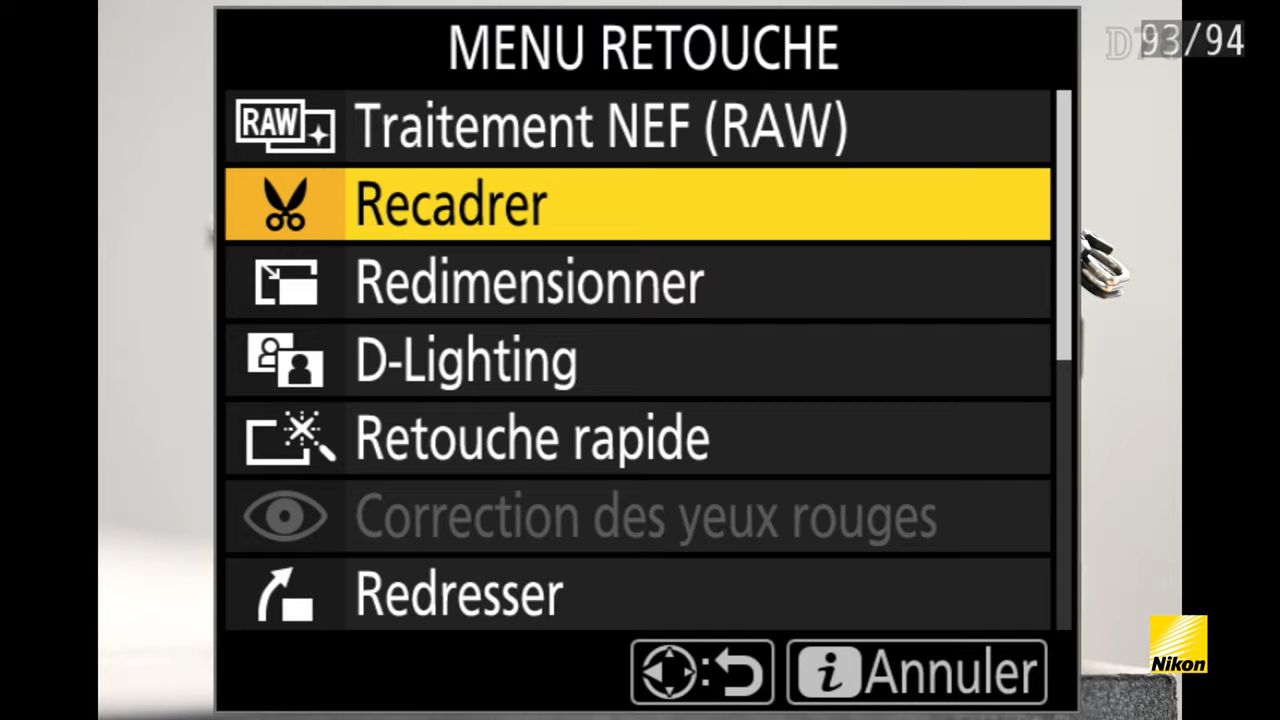 MENU RETOUCHE
93/94
RAW Traitement NEF (RAW)
Recadrer
Redimensionner
D-Lighting
Retouche rapide
Correction des yeux rouges
Redresser
i Annuler
Nikon